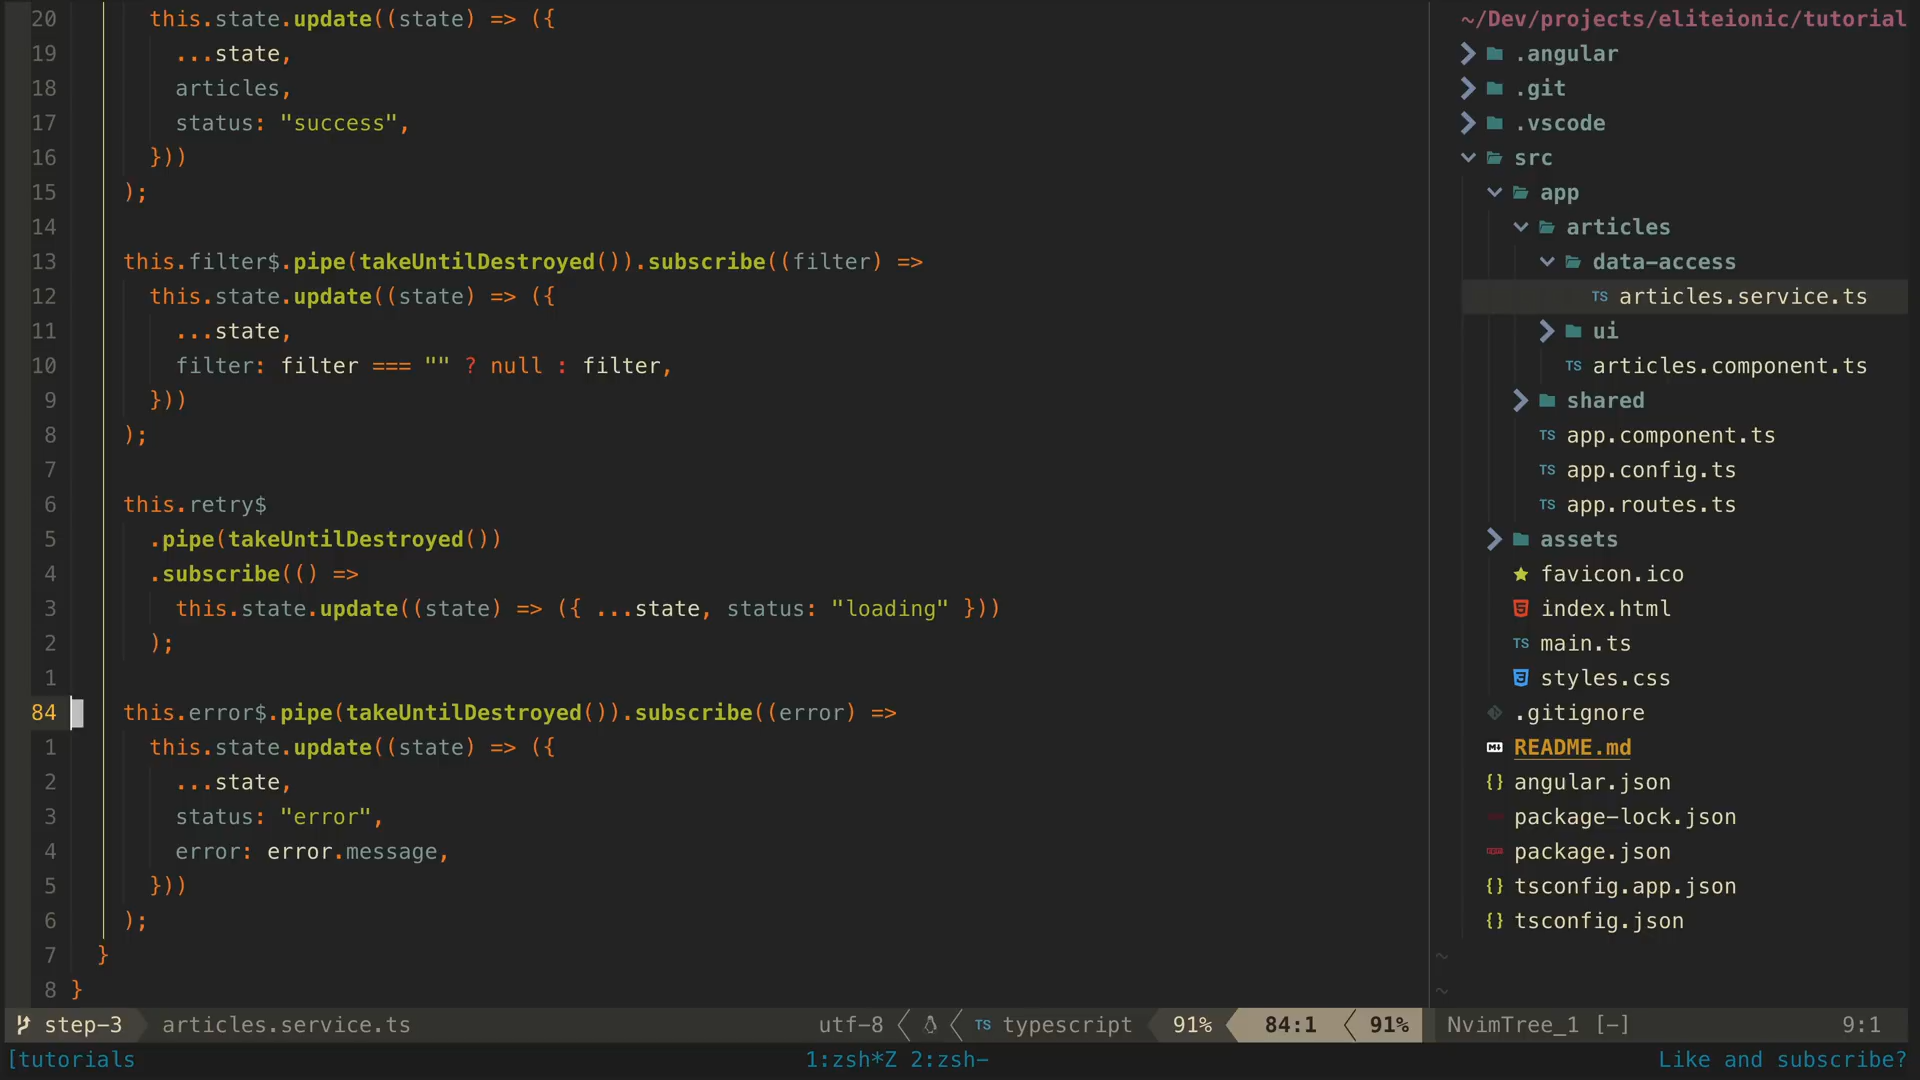 20 this.state.update((state) => ({
19 ...state,
18 articles,
17 status: "success",
16 }))
15 );
14
13 this.filter$.pipe(takeUntilDestroyed()).subscribe((filter) =>
12 this.state.update((state) => ({
11 ...state,
10 filter: filter === "" ? null : filter,
9 }))
8 );
7
6 this.retry$
5 .pipe(takeUntilDestroyed())
4 .subscribe(() =>
3 this.state.update((state) => ({ ...state, status: "loading" }))
2 );
1
84 this.error$.pipe(takeUntilDestroyed()).subscribe((error) =>
1 this.state.update((state) => ({
2 ...state,
3 status: "error",
4 error: error.message,
5 }))
6 );
7 }
8 }
~/Dev/projects/eliteionic/tutorial
.angular
.git
.vscode
src
app
articles
data-access
TS articles.service.ts
ui
TS articles.component.ts
shared
TS app.component.ts
TS app.config.ts
TS app.routes.ts
assets
favicon.ico
index.html
TS main.ts
styles.css
.gitignore
README.md
{} angular.json
package-lock.json
package.json
{} tsconfig.app.json
{} tsconfig.json
~
~
step-3 articles.service.ts utf-8 TS typescript 91% 84:1 91% NvimTree_1 [-] 9:1
[tutorials 1:zsh*Z 2:zsh- Like and subscribe?